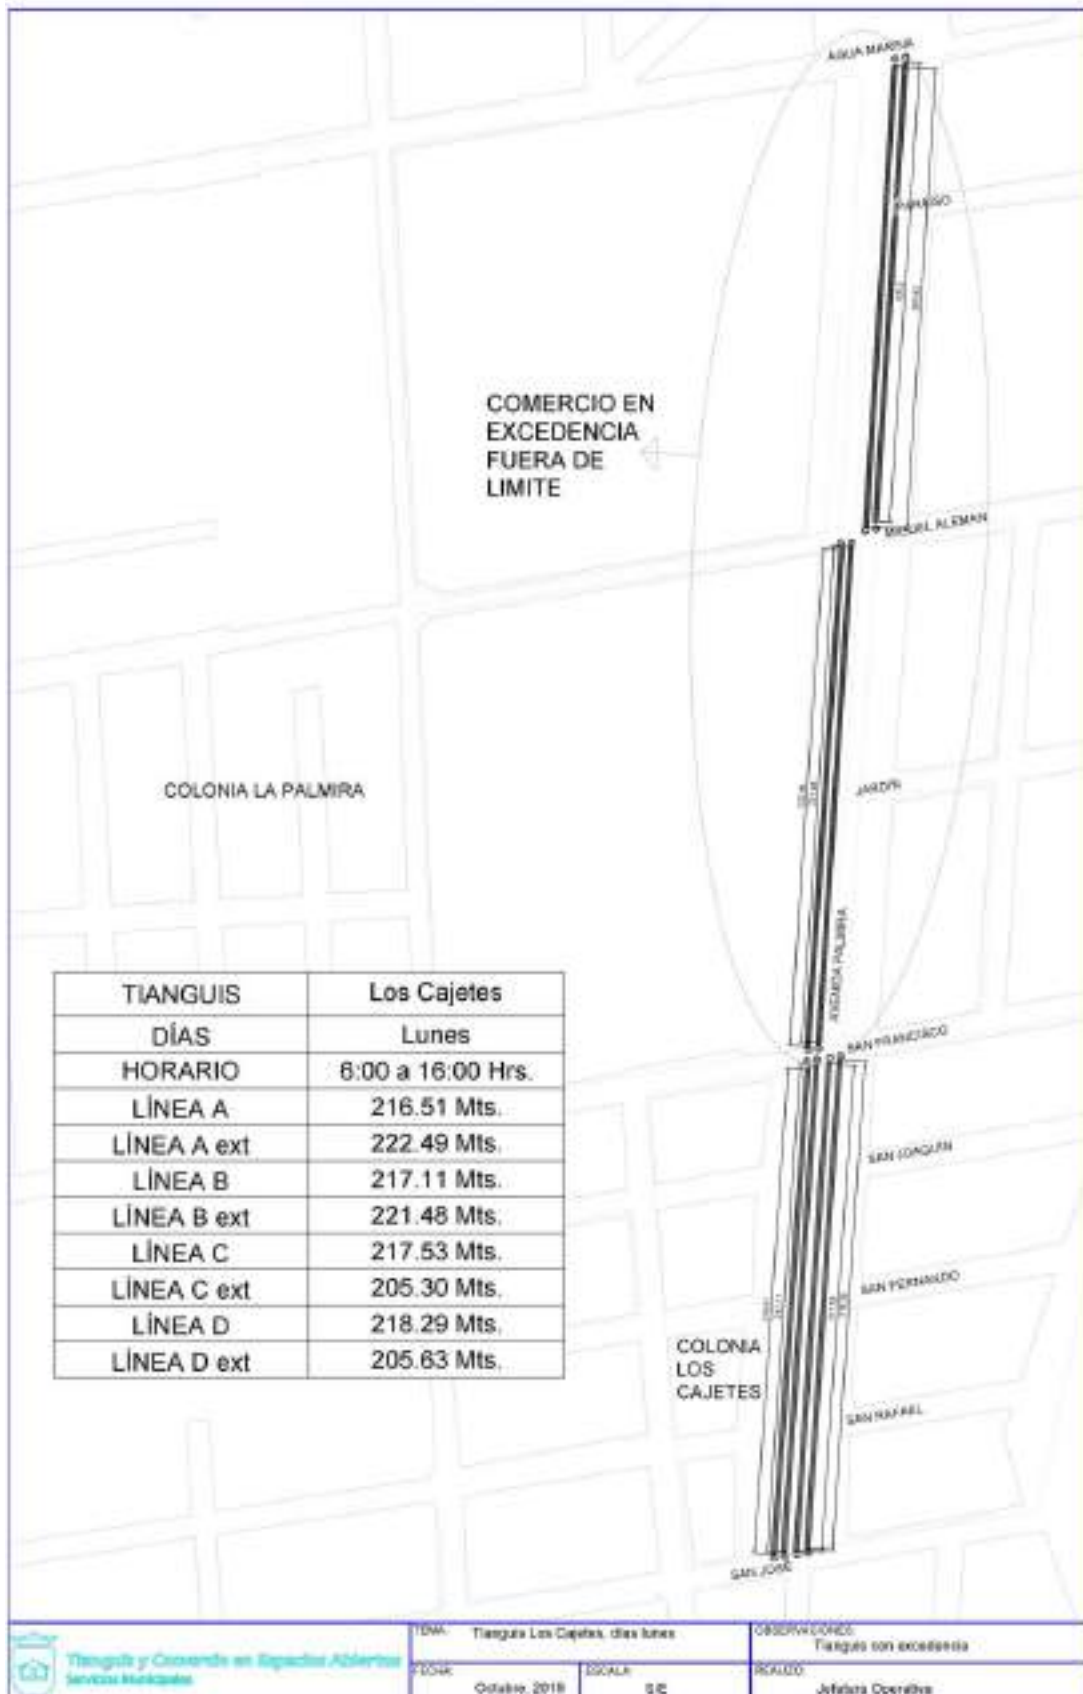 AGUA MARINA
PARAISO
COMERCIO EN
EXCEDENCIA
FUERA DE
LIMITE
MIGUEL ALEMAN
COLONIA LA PALMIRA
JARDIN
AVENIDA PALMIRA
SAN FRANCISCO
TIANGUIS Los Cajetes
DÍAS Lunes
HORARIO 6:00 a 16:00 Hrs.
LÍNEA A 216.51 Mts.
LÍNEA A ext 222.49 Mts.
LÍNEA B 217.11 Mts.
LÍNEA B ext 221.48 Mts.
LÍNEA C 217.53 Mts.
LÍNEA C ext 205.30 Mts.
LÍNEA D 218.29 Mts.
LÍNEA D ext 205.63 Mts.
SAN JOAQUIN
SAN FERNANDO
COLONIA
LOS
CAJETES
SAN RAFAEL
SAN JOSE
Tianguis y Comercio en Espacios Abiertos
Servicios Municipales
TEMA: Tianguis Los Cajetes, días lunes
OBSERVACIONES:
Tianguis con excedencia
FECHA: Octubre, 2018
ESCALA: S/E
REALIZO: Jefatura Operativa